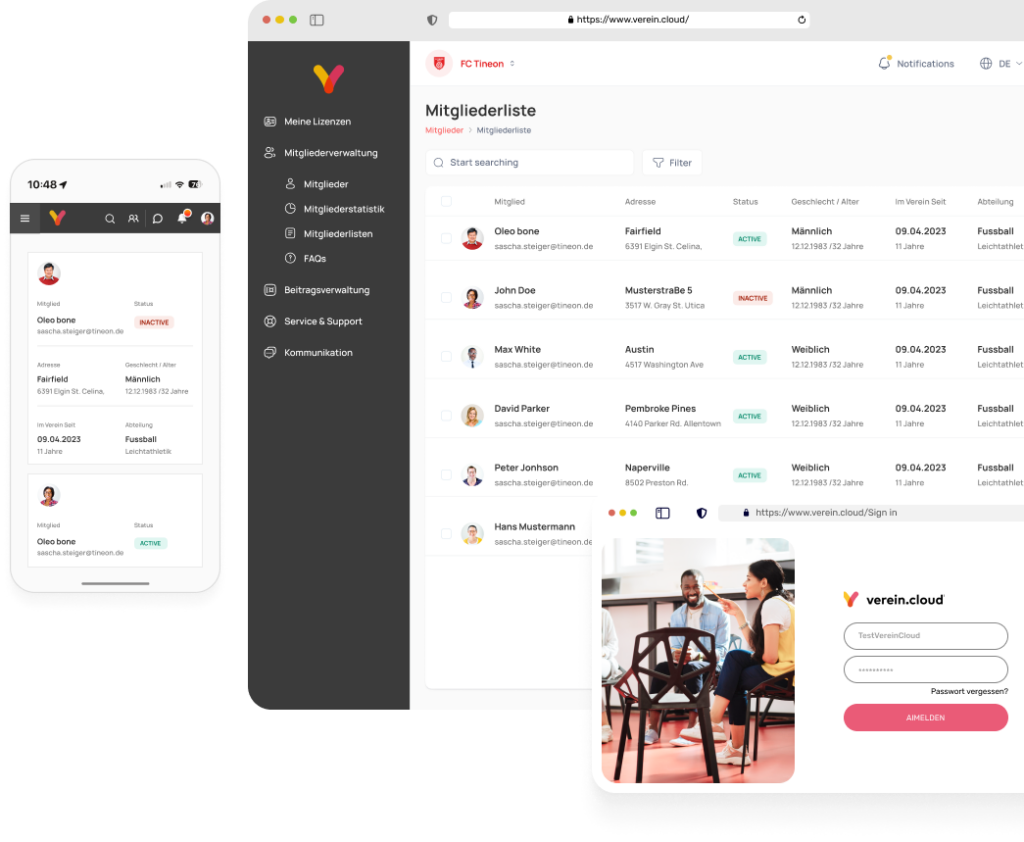 https://www.verein.cloud/
FC Tineon
Notifications
DE
Mitgliederliste
Mitglieder > Mitgliederliste
Start searching
Filter
Meine Lizenzen
Mitgliederverwaltung
Mitglieder
Mitgliederstatistik
Mitgliederlisten
FAQs
Beitragsverwaltung
Service & Support
Kommunikation
Mitglied Adresse Status Geschlecht / Alter Im Verein Seit Abteilung
Oleo bone Fairfield ACTIVE Männlich 09.04.2023 Fussball
sascha.steiger@tineon.de 6391 Elgin St. Celina, 12.12.1983 /32 Jahre 11 Jahre Leichtathlet
John Doe Musterstraße 5 INACTIVE Männlich 09.04.2023 Fussball
sascha.steiger@tineon.de 3517 W. Gray St. Utica 12.12.1983 /32 Jahre 11 Jahre Leichtathlet
Max White Austin ACTIVE Weiblich 09.04.2023 Fussball
sascha.steiger@tineon.de 4517 Washington Ave 12.12.1983 /32 Jahre 11 Jahre Leichtathlet
David Parker Pembroke Pines ACTIVE Weiblich 09.04.2023 Fussball
sascha.steiger@tineon.de 4140 Parker Rd. Allentown 12.12.1983 /32 Jahre 11 Jahre Leichtathlet
Peter Jonhson Naperville ACTIVE Weiblich 09.04.2023 Fussball
sascha.steiger@tineon.de 8502 Preston Rd. 12.12.1983 /32 Jahre 11 Jahre Leichtathlet
Hans Mustermann
sascha.steiger@tineon.de
10:48
Mitglied Status
Oleo bone INACTIVE
sascha.steiger@tineon.de
Adresse Geschlecht / Alter
Fairfield Männlich
6391 Elgin St. Celina, 12.12.1983 /32 Jahre
Im Verein Seit Abteilung
09.04.2023 Fussball
11 Jahre Leichtathletik
Mitglied Status
Oleo bone ACTIVE
sascha.steiger@tineon.de
https://www.verein.cloud/Sign in
verein.cloud
TestVereinCloud
**********
Passwort vergessen?
AIMELDEN